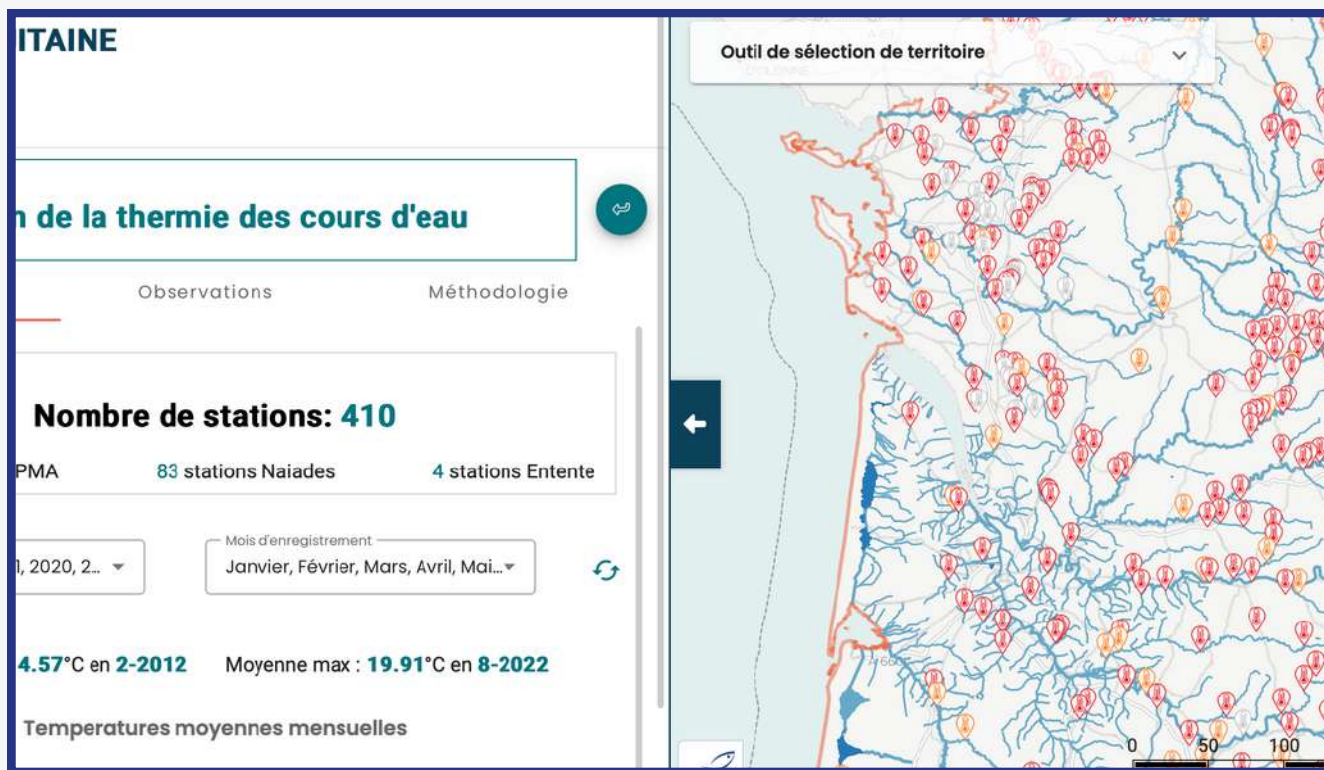 ITAINE
n de la thermie des cours d'eau
Observations
Méthodologie
Nombre de stations: 410
PMA
83 stations Naiades
4 stations Entente
1, 2020, 2...
Mois d'enregistrement
Janvier, Février, Mars, Avril, Mai...
4.57°C en 2-2012
Moyenne max : 19.91°C en 8-2022
Temperatures moyennes mensuelles
Outil de sélection de territoire
0 50 100